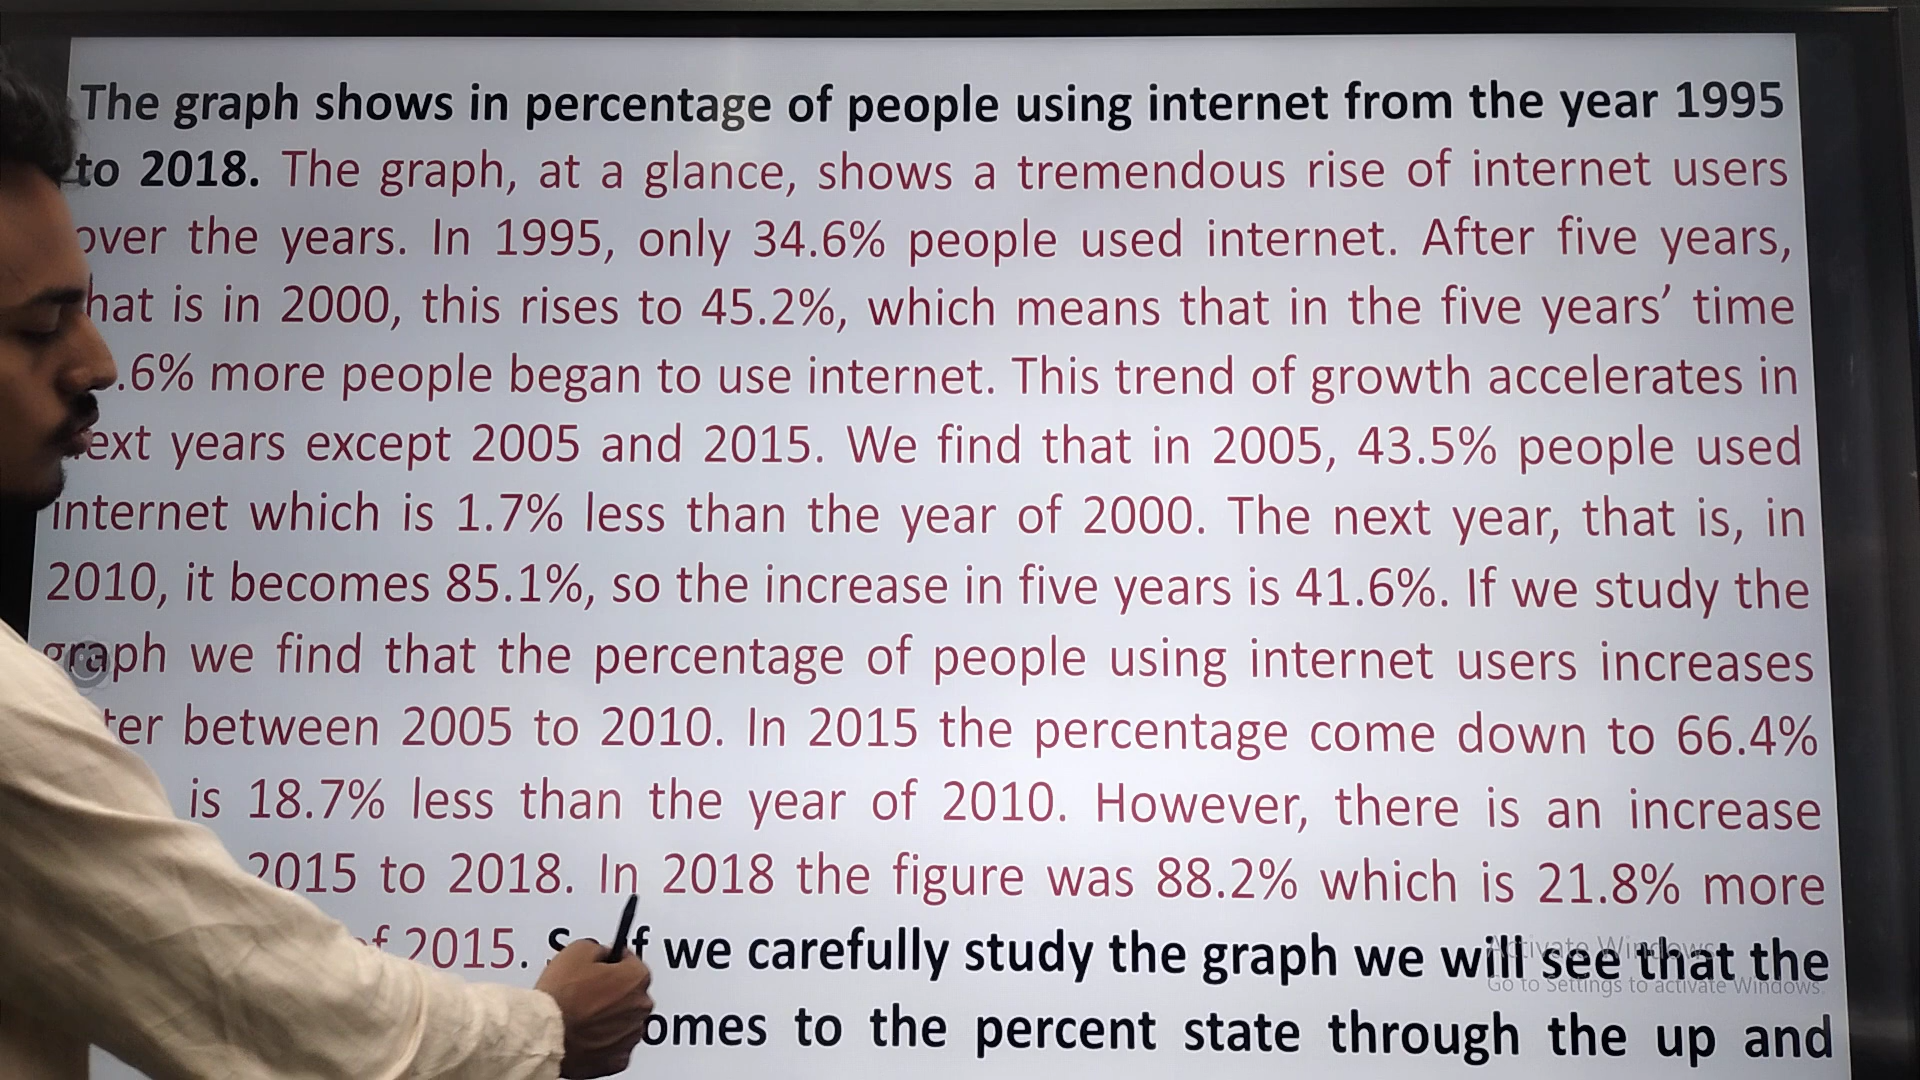 The graph shows in percentage of people using internet from the year 1995
to 2018. The graph, at a glance, shows a tremendous rise of internet users
over the years. In 1995, only 34.6% people used internet. After five years,
hat is in 2000, this rises to 45.2%, which means that in the five years’ time
.6% more people began to use internet. This trend of growth accelerates in
ext years except 2005 and 2015. We find that in 2005, 43.5% people used
internet which is 1.7% less than the year of 2000. The next year, that is, in
2010, it becomes 85.1%, so the increase in five years is 41.6%. If we study the
graph we find that the percentage of people using internet users increases
ter between 2005 to 2010. In 2015 the percentage come down to 66.4%
is 18.7% less than the year of 2010. However, there is an increase
2015 to 2018. In 2018 the figure was 88.2% which is 21.8% more
f 2015. So if we carefully study the graph we will see that the
omes to the percent state through the up and
Activate Windows
Go to Settings to activate Windows.